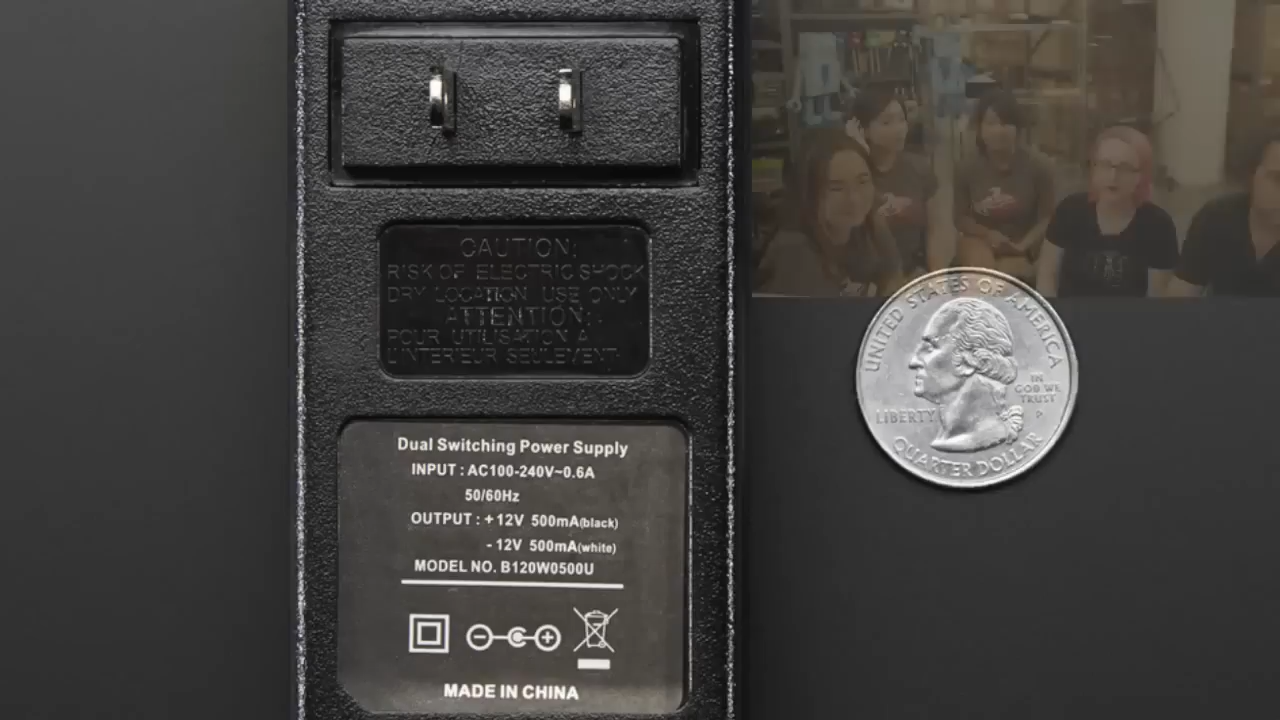 CAUTION:
RISK OF ELECTRIC SHOCK
DRY LOCATION USE ONLY
ATTENTION:
POUR UTILISATION A
L'INTERIEUR SEULEMENT
Dual Switching Power Supply
INPUT : AC100-240V~0.6A
50/60Hz
OUTPUT : +12V 500mA(black)
-12V 500mA(white)
MODEL NO. B120W0500U
MADE IN CHINA
UNITED STATES OF AMERICA
IN
GOD WE
TRUST
P
LIBERTY
QUARTER DOLLAR